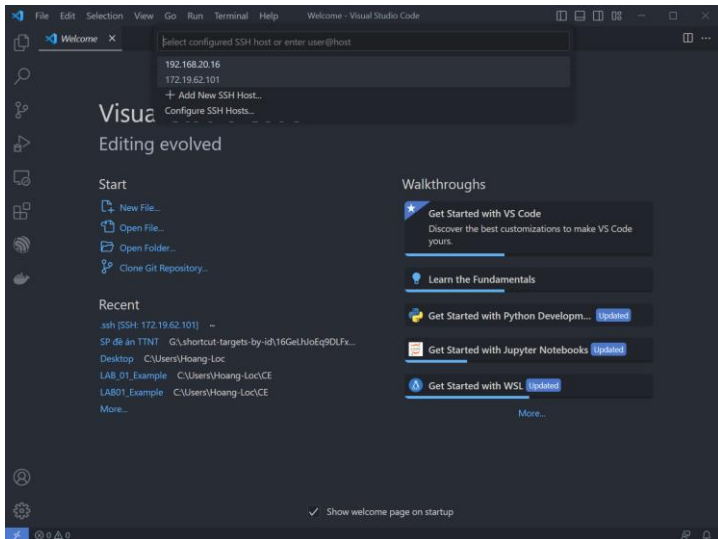 File Edit Selection View Go Run Terminal Help Welcome - Visual Studio Code
Welcome
Select configured SSH host or enter user@host
192.168.20.16
172.19.62.101
+ Add New SSH Host...
Configure SSH Hosts...
Visua
Editing evolved
Start
New File...
Open File...
Open Folder...
Clone Git Repository...
Recent
.ssh [SSH: 172.19.62.101] ~
SP đề án TTNT G:\.shortcut-targets-by-id\16GeLhJoEq9DLFx...
Desktop C:\Users\Hoang-Loc
LAB_01_Example C:\Users\Hoang-Loc\CE
LAB01_Example C:\Users\Hoang-Loc\CE
More...
Walkthroughs
Get Started with VS Code
Discover the best customizations to make VS Code
yours.
Learn the Fundamentals
Get Started with Python Developm... Updated
Get Started with Jupyter Notebooks Updated
Get Started with WSL Updated
More...
Show welcome page on startup
0 0